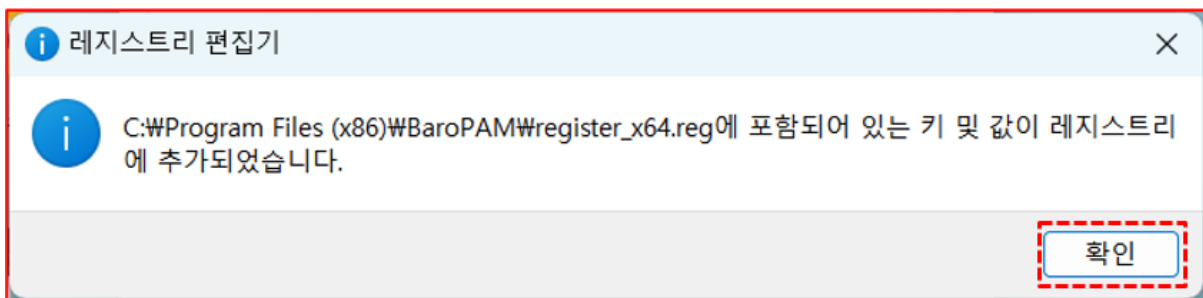 레지스트리 편집기
C:₩Program Files (x86)₩BaroPAM₩register_x64.reg에 포함되어 있는 키 및 값이 레지스트리
에 추가되었습니다.
확인